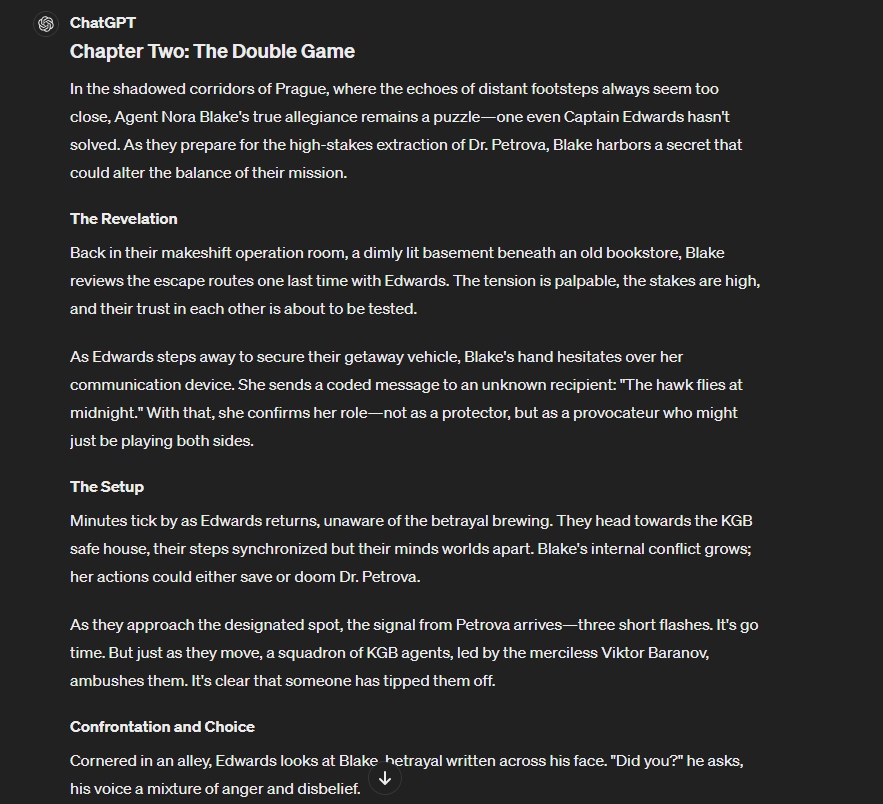 ChatGPT
Chapter Two: The Double Game
In the shadowed corridors of Prague, where the echoes of distant footsteps always seem too
close, Agent Nora Blake's true allegiance remains a puzzle—one even Captain Edwards hasn't
solved. As they prepare for the high-stakes extraction of Dr. Petrova, Blake harbors a secret that
could alter the balance of their mission.
The Revelation
Back in their makeshift operation room, a dimly lit basement beneath an old bookstore, Blake
reviews the escape routes one last time with Edwards. The tension is palpable, the stakes are high,
and their trust in each other is about to be tested.
As Edwards steps away to secure their getaway vehicle, Blake's hand hesitates over her
communication device. She sends a coded message to an unknown recipient: "The hawk flies at
midnight." With that, she confirms her role—not as a protector, but as a provocateur who might
just be playing both sides.
The Setup
Minutes tick by as Edwards returns, unaware of the betrayal brewing. They head towards the KGB
safe house, their steps synchronized but their minds worlds apart. Blake's internal conflict grows;
her actions could either save or doom Dr. Petrova.
As they approach the designated spot, the signal from Petrova arrives—three short flashes. It's go
time. But just as they move, a squadron of KGB agents, led by the merciless Viktor Baranov,
ambushes them. It's clear that someone has tipped them off.
Confrontation and Choice
Cornered in an alley, Edwards looks at Blake, betrayal written across his face. "Did you?" he asks,
his voice a mixture of anger and disbelief.